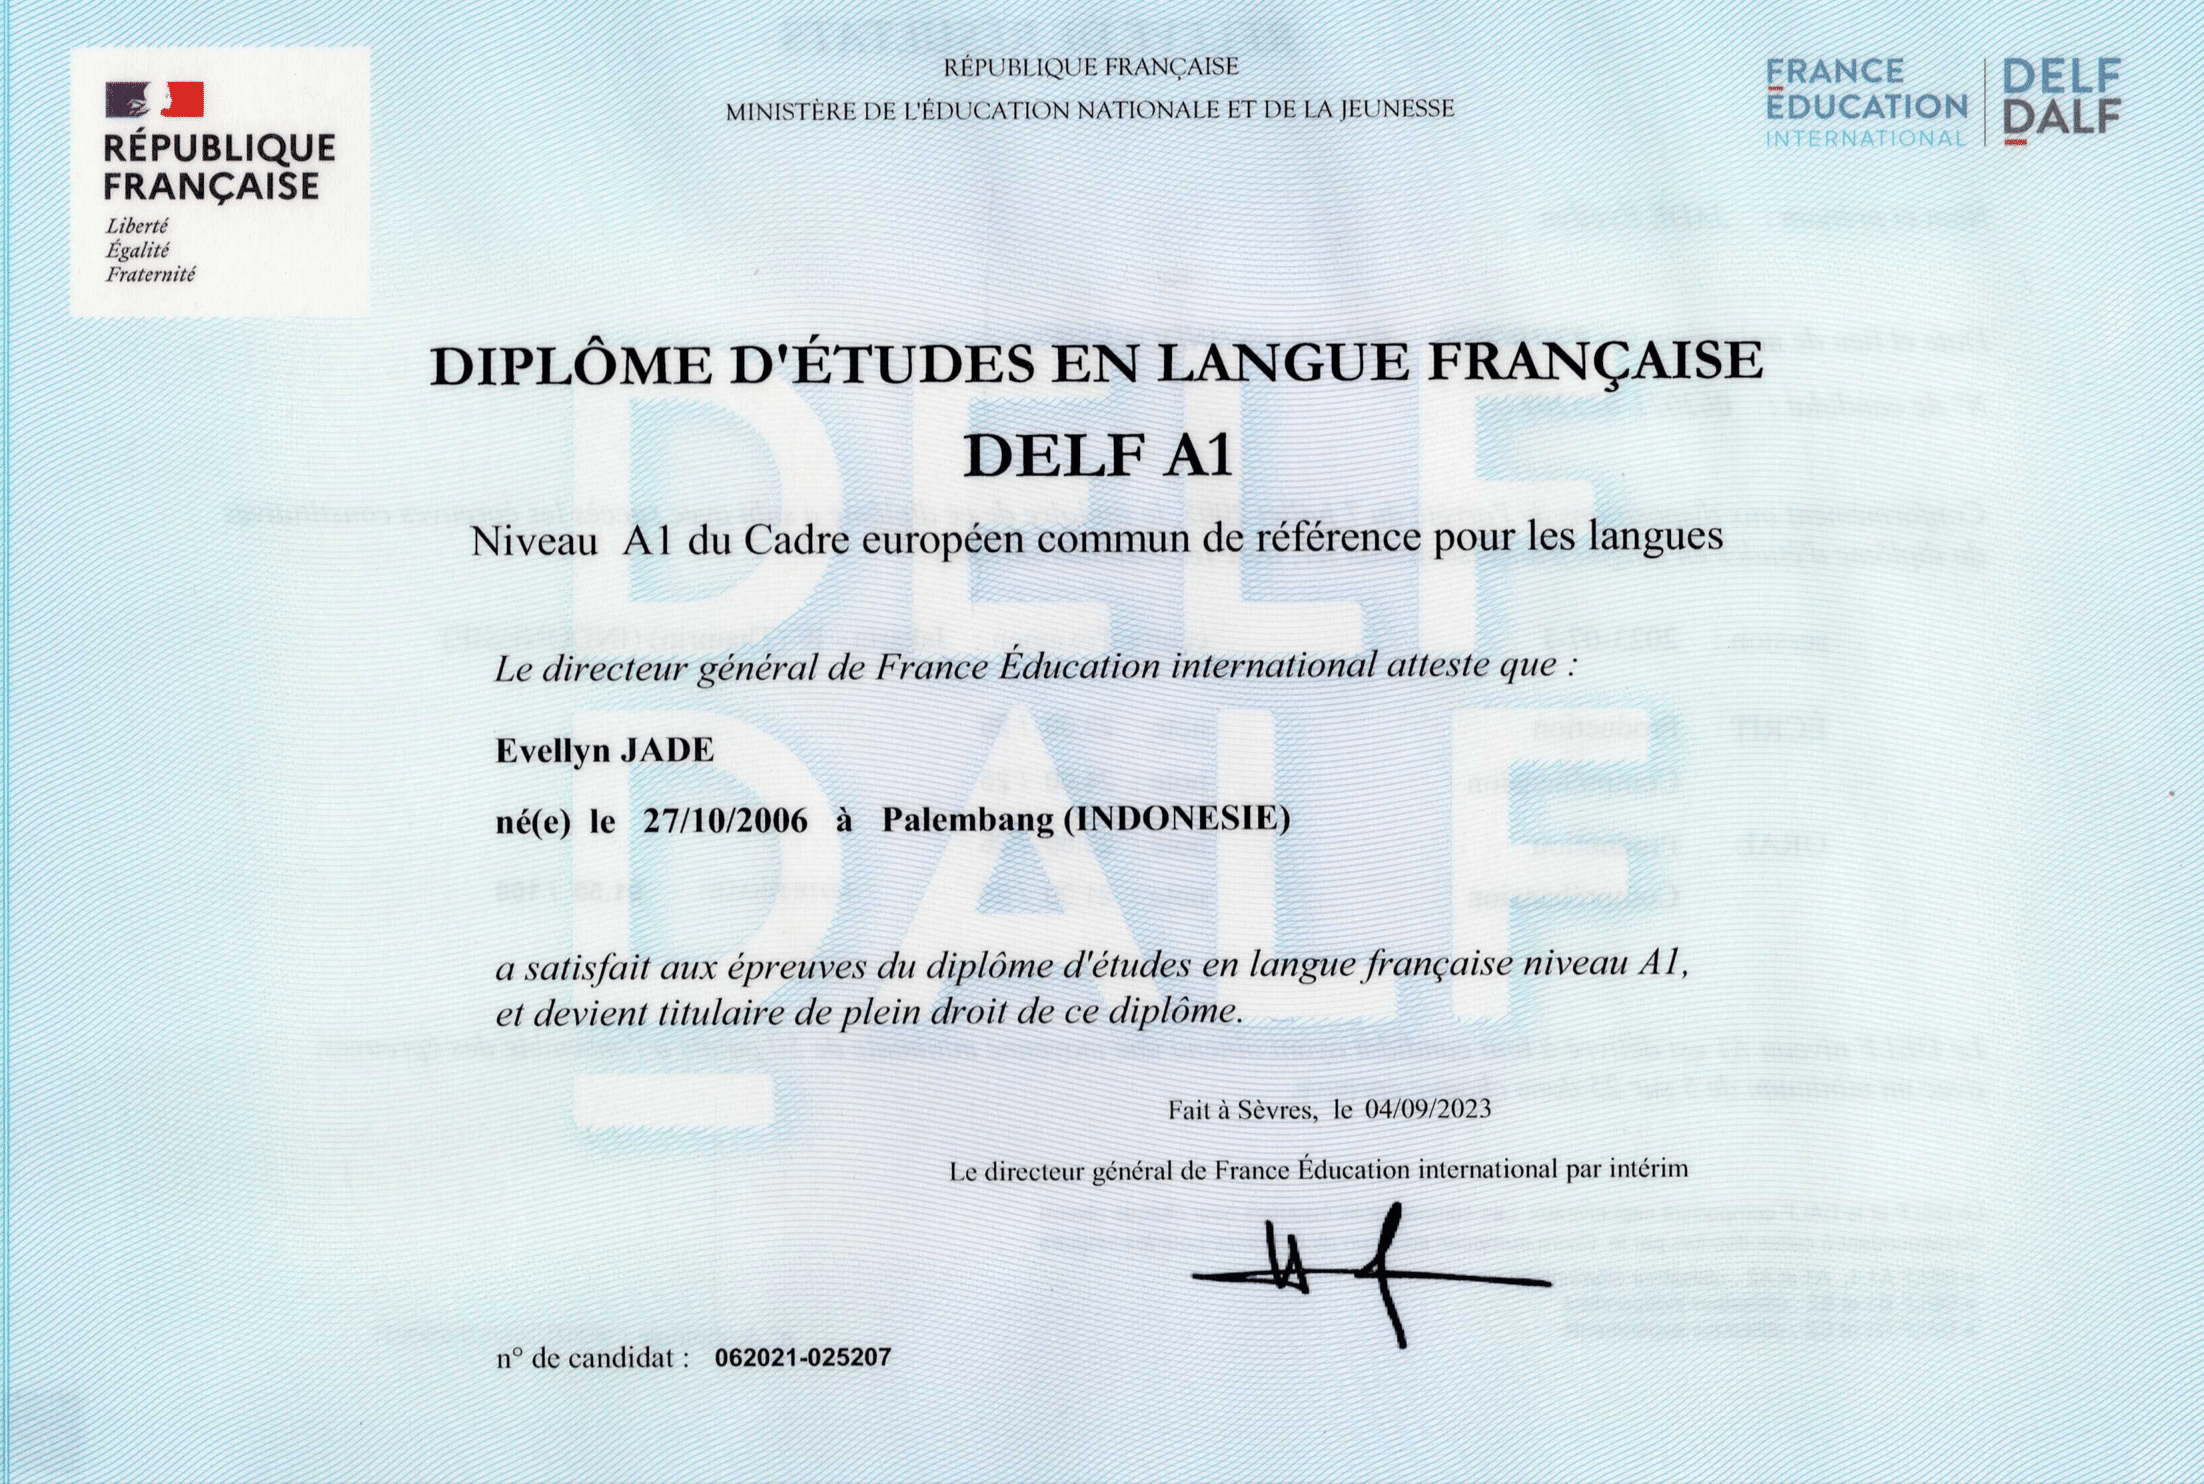 RÉPUBLIQUE FRANÇAISE
MINISTÈRE DE L'ÉDUCATION NATIONALE ET DE LA JEUNESSE
RÉPUBLIQUE
FRANÇAISE
Liberté
Égalité
Fraternité
FRANCE
ÉDUCATION
INTERNATIONAL
DELF
DALF
DIPLÔME D'ÉTUDES EN LANGUE FRANÇAISE
DELF A1
Niveau A1 du Cadre européen commun de référence pour les langues
Le directeur général de France Éducation international atteste que :
Evellyn JADE
né(e) le 27/10/2006 à Palembang (INDONESIE)
a satisfait aux épreuves du diplôme d'études en langue française niveau A1,
et devient titulaire de plein droit de ce diplôme.
Fait à Sèvres, le 04/09/2023
Le directeur général de France Éducation international par intérim
n° de candidat : 062021-025207
DELF
DALF